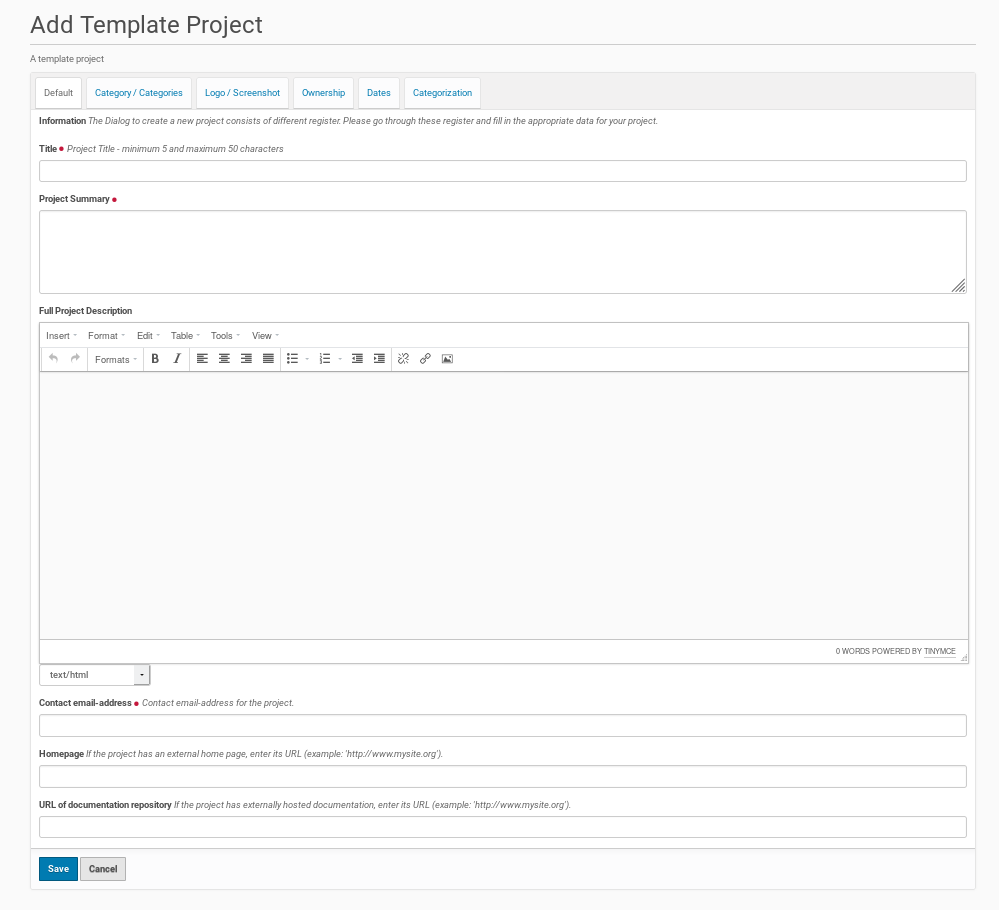 Add Template Project
A template project
Default Category / Categories Logo / Screenshot Ownership Dates Categorization
Information The Dialog to create a new project consists of different register. Please go through these register and fill in the appropriate data for your project.
Title Project Title - minimum 5 and maximum 50 characters
Project Summary
Full Project Description
Insert Format Edit Table Tools View
Formats B I
0 WORDS POWERED BY TINYMCE
text/html
Contact email-address Contact email-address for the project.
Homepage If the project has an external home page, enter its URL (example: 'http://www.mysite.org').
URL of documentation repository If the project has externally hosted documentation, enter its URL (example: 'http://www.mysite.org').
Save Cancel